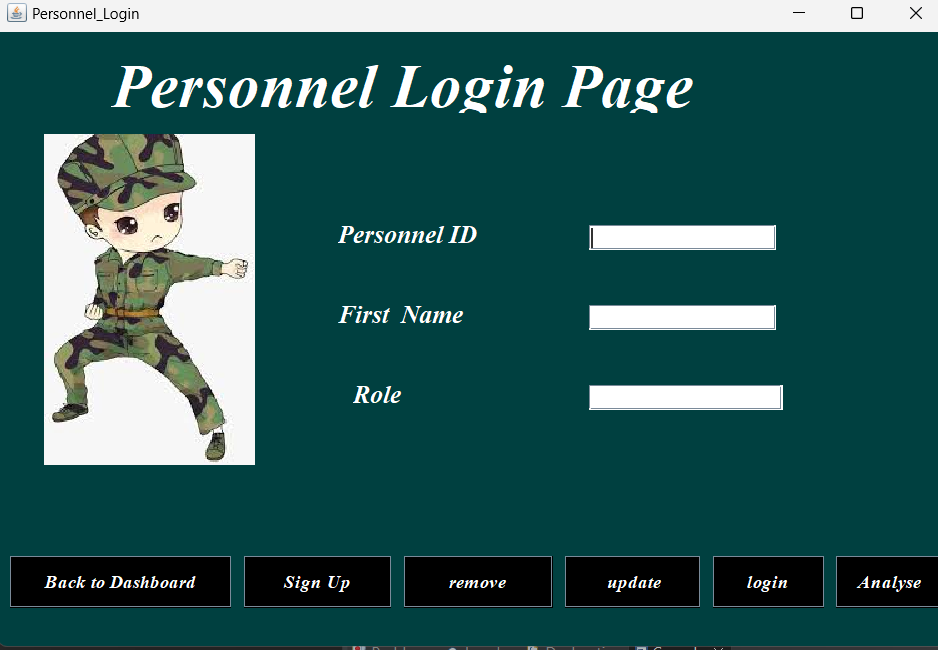 Personnel_Login
Personnel Login Page
Personnel ID
First Name
Role
Back to Dashboard
Sign Up
remove
update
login
Analyse